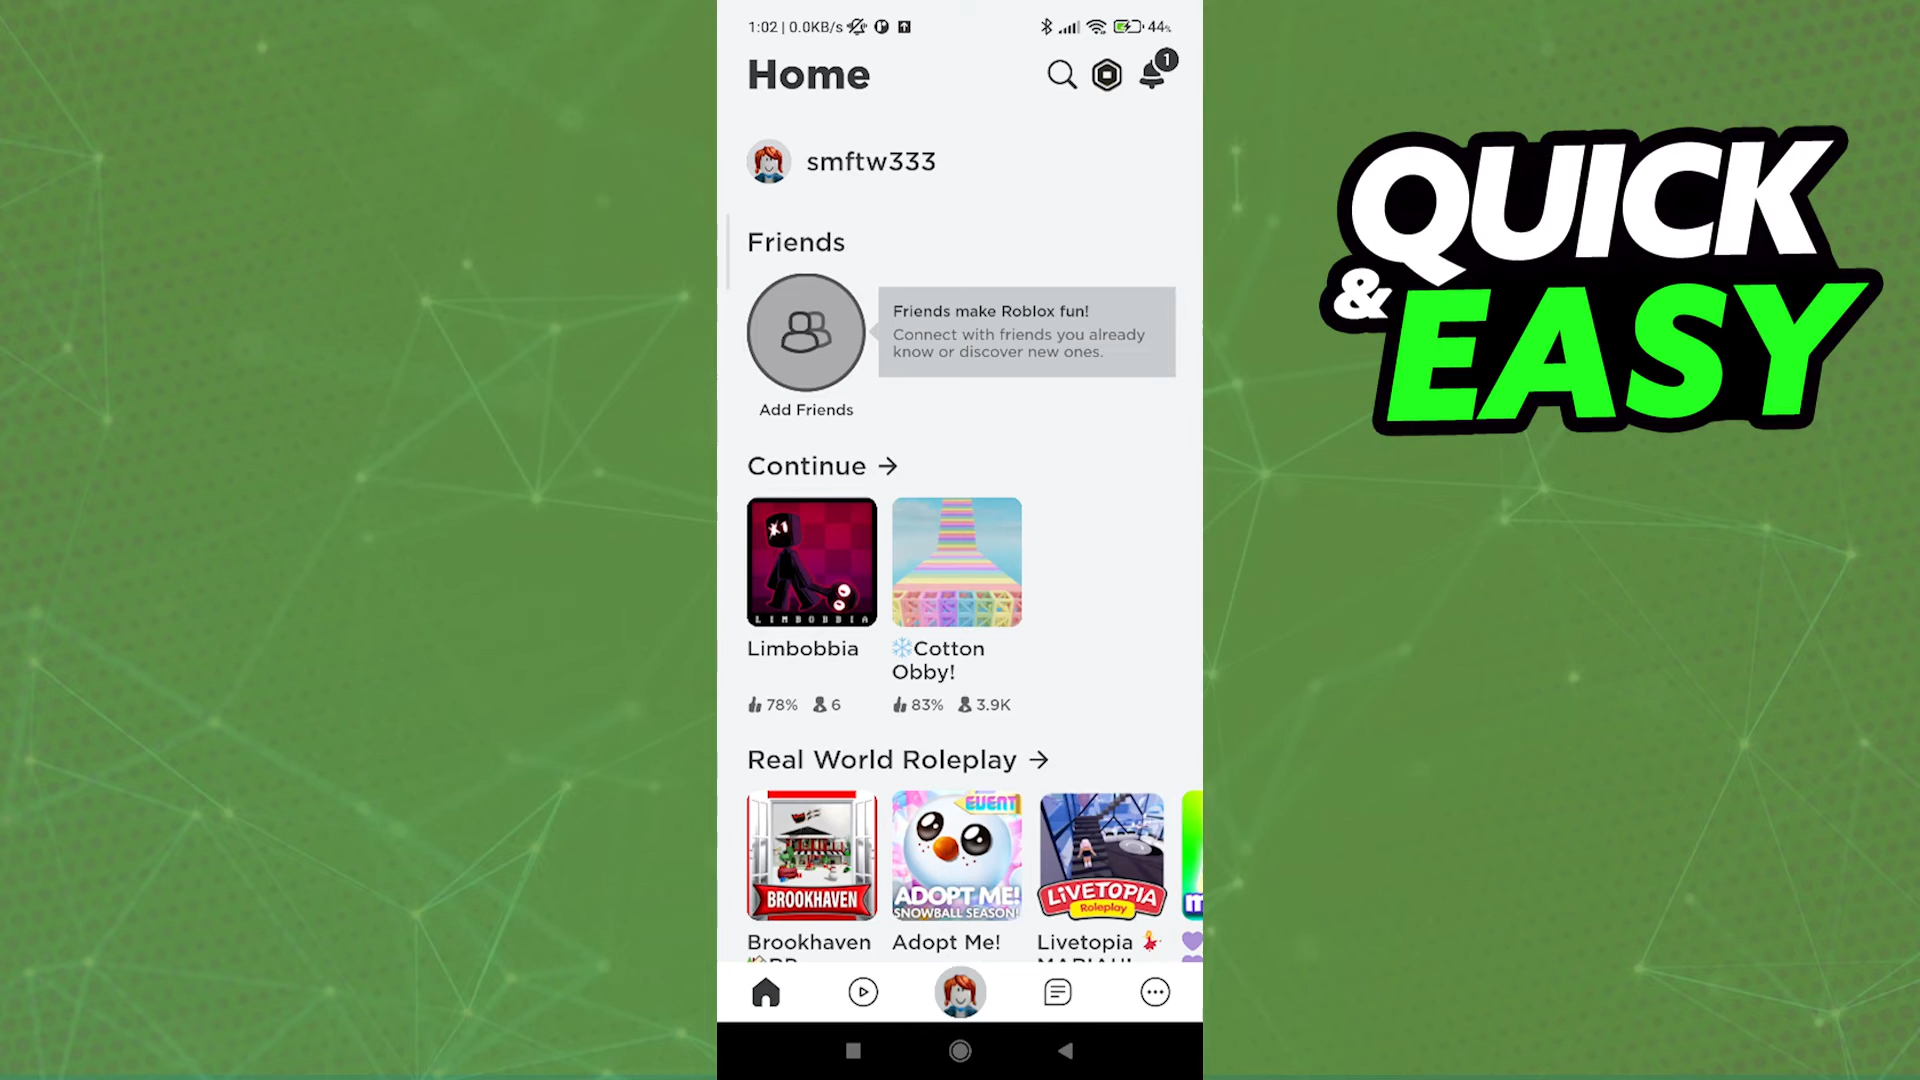 1:02 | 0.0KB/s
44%
Home
1
smftw333
Friends
Friends make Roblox fun!
Connect with friends you already
know or discover new ones.
Add Friends
Continue →
LIMBOBBIA
Limbobbia
❄Cotton
Obby!
78% 6
83% 3.9K
Real World Roleplay →
BROOKHAVEN
EVENT
ADOPT ME!
SNOWBALL SEASON!
LIVETOPIA
Roleplay
Brookhaven
Adopt Me!
Livetopia
QUICK
&
EASY